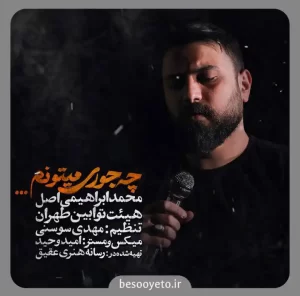 چه جوری میتونم ...
محمد ابراهیمی اصل
هیئت توابین طهران
تنظیم : مهدی سوسنی
میکس و مستر : امید وحید
تهیه شده در : رسانه هنری عقیق
besooyeto.ir